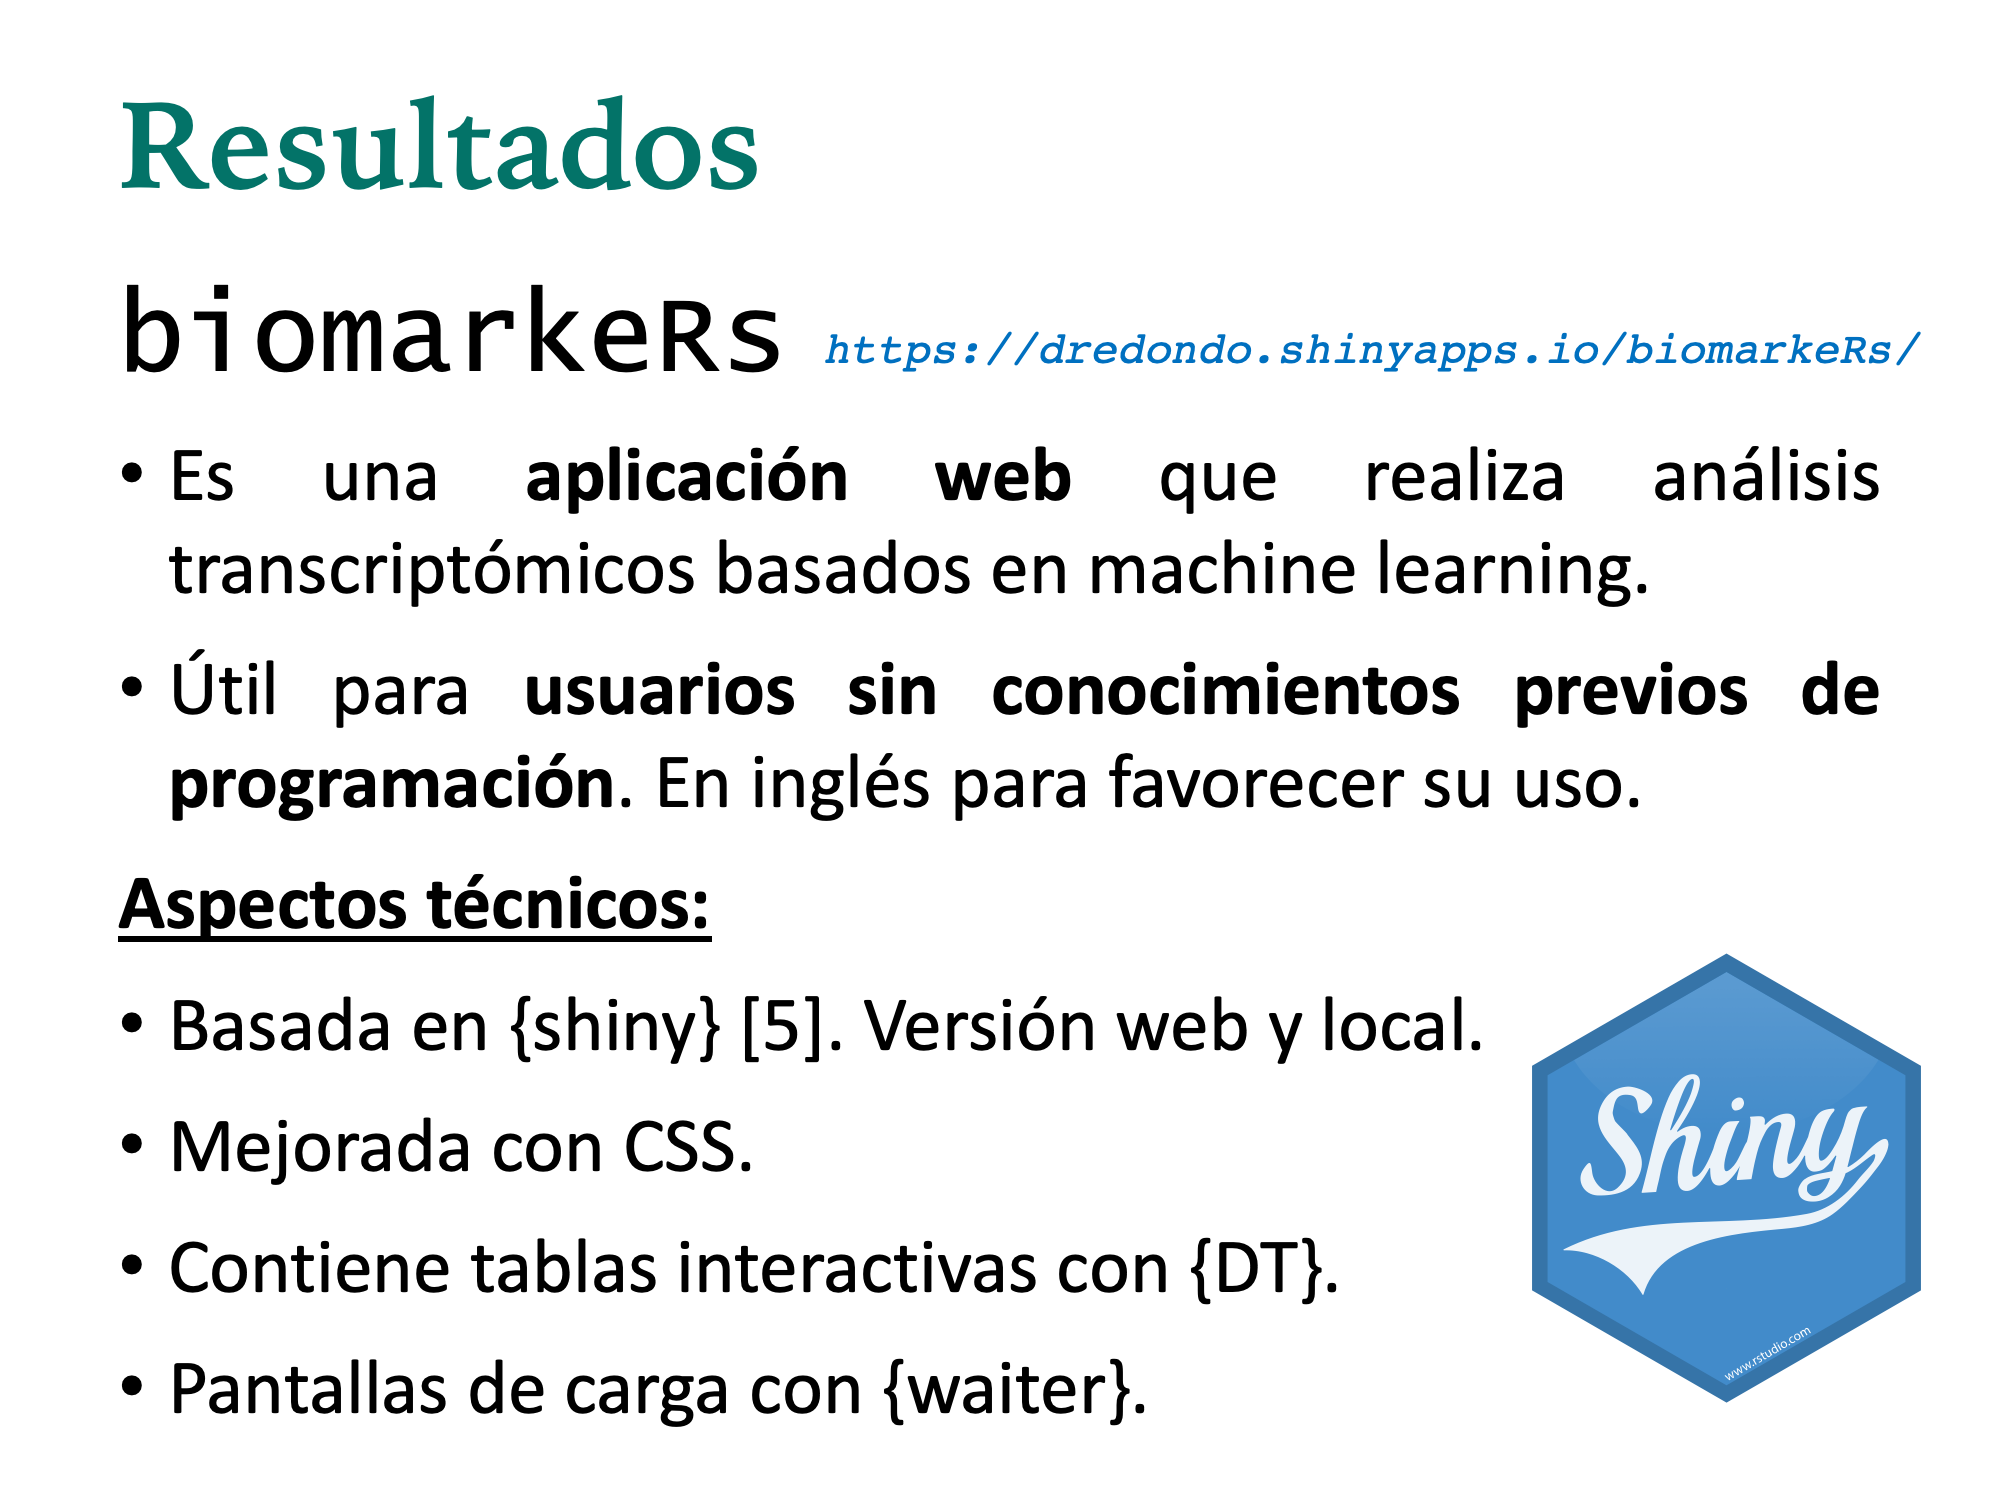 Resultados
biomarkeRs https://dredondo.shinyapps.io/biomarkeRs/
• Es una aplicación web que realiza análisis
transcriptómicos basados en machine learning.
• Útil para usuarios sin conocimientos previos de
programación. En inglés para favorecer su uso.
Aspectos técnicos:
• Basada en {shiny} [5]. Versión web y local.
• Mejorada con CSS.
• Contiene tablas interactivas con {DT}.
• Pantallas de carga con {waiter}.
Shiny
www.rstudio.com